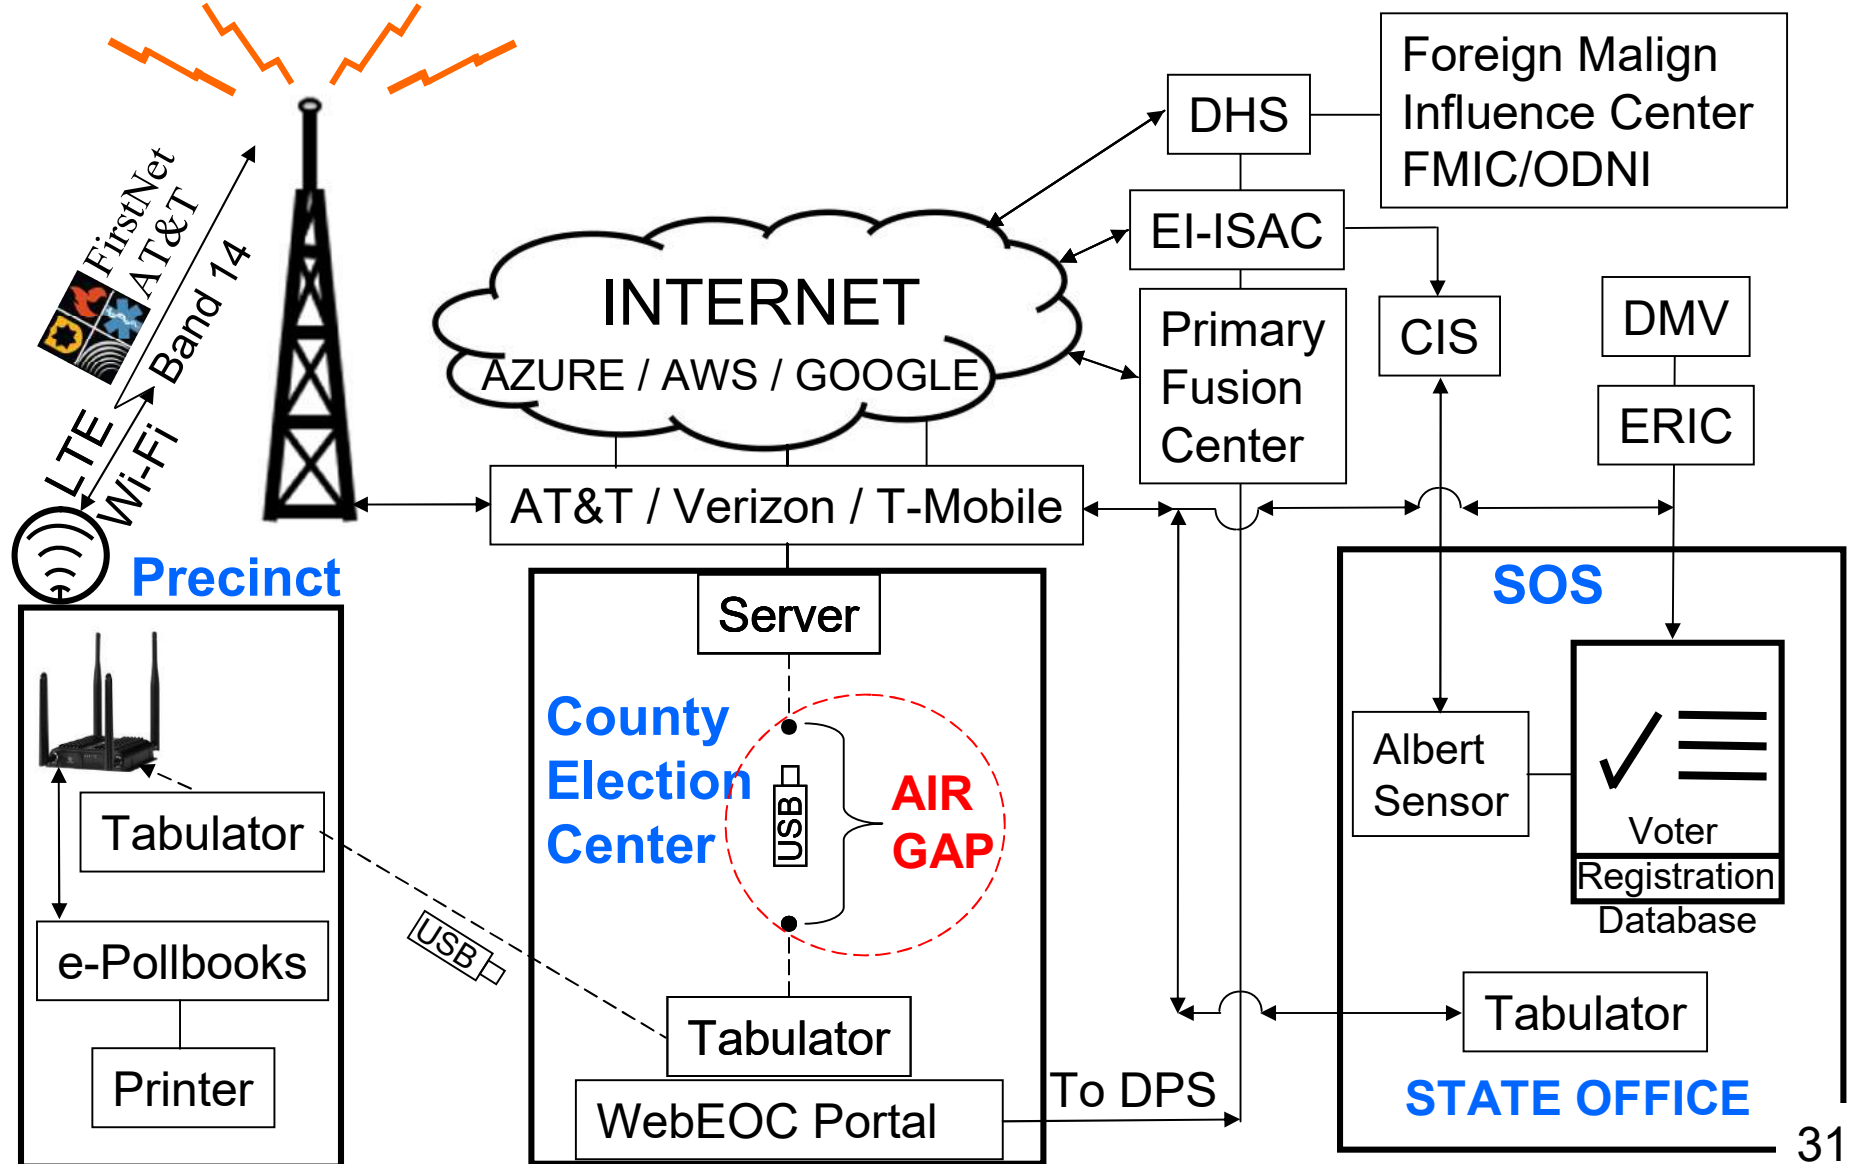 FirstNet
AT&T
Band 14
LTE
Wi-Fi
INTERNET
AZURE / AWS / GOOGLE
DHS
Foreign Malign
Influence Center
FMIC/ODNI
EI-ISAC
Primary
Fusion
Center
CIS
DMV
ERIC
AT&T / Verizon / T-Mobile
Precinct
Tabulator
e-Pollbooks
Printer
USB
Server
County
Election
Center
USB
AIR
GAP
Tabulator
WebEOC Portal
To DPS
SOS
Albert
Sensor
Voter
Registration
Database
Tabulator
STATE OFFICE
31